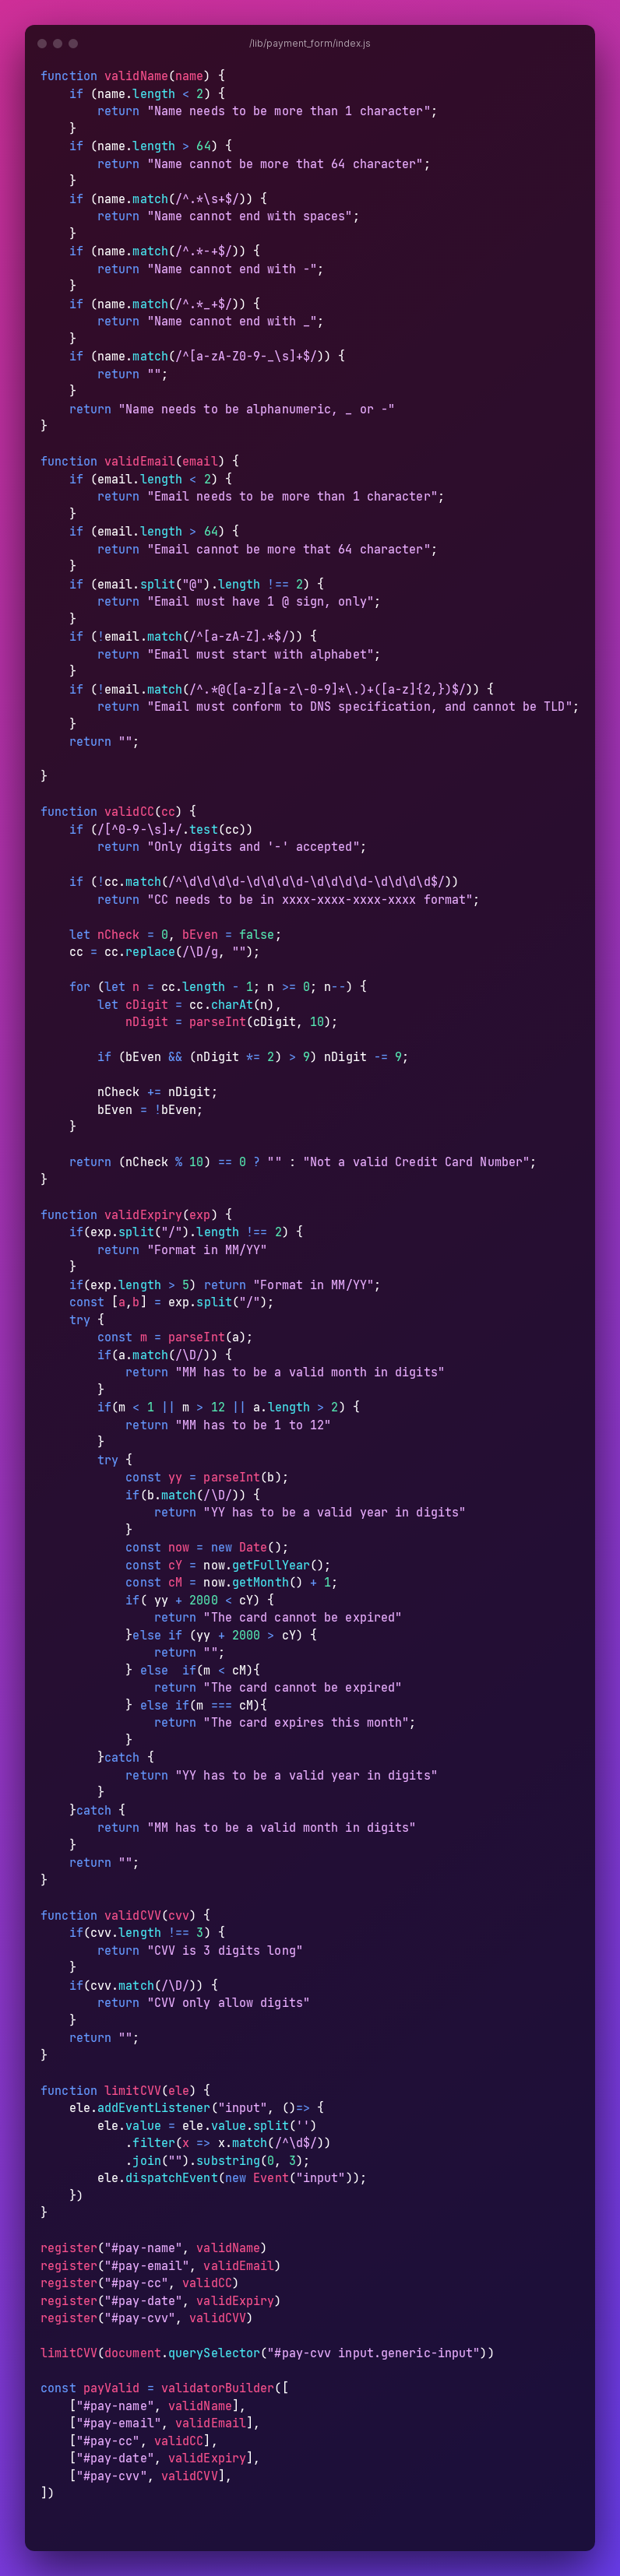 /lib/payment_form/index.js
function validName(name) {
    if (name.length < 2) {
        return "Name needs to be more than 1 character";
    }
    if (name.length > 64) {
        return "Name cannot be more that 64 character";
    }
    if (name.match(/^.*\s+$/)) {
        return "Name cannot end with spaces";
    }
    if (name.match(/^.*-+$/)) {
        return "Name cannot end with -";
    }
    if (name.match(/^.*_+$/)) {
        return "Name cannot end with _";
    }
    if (name.match(/^[a-zA-Z0-9-_\s]+$/)) {
        return "";
    }
    return "Name needs to be alphanumeric, _ or -"
}

function validEmail(email) {
    if (email.length < 2) {
        return "Email needs to be more than 1 character";
    }
    if (email.length > 64) {
        return "Email cannot be more that 64 character";
    }
    if (email.split("@").length !== 2) {
        return "Email must have 1 @ sign, only";
    }
    if (!email.match(/^[a-zA-Z].*$/)) {
        return "Email must start with alphabet";
    }
    if (!email.match(/^.*@([a-z][a-z\-0-9]*\.)+([a-z]{2,})$/)) {
        return "Email must conform to DNS specification, and cannot be TLD";
    }
    return "";

}

function validCC(cc) {
    if (/[^0-9-\s]+/.test(cc))
        return "Only digits and '-' accepted";

    if (!cc.match(/^\d\d\d\d-\d\d\d\d-\d\d\d\d-\d\d\d\d$/))
        return "CC needs to be in xxxx-xxxx-xxxx-xxxx format";

    let nCheck = 0, bEven = false;
    cc = cc.replace(/\D/g, "");

    for (let n = cc.length - 1; n >= 0; n--) {
        let cDigit = cc.charAt(n),
            nDigit = parseInt(cDigit, 10);

        if (bEven && (nDigit *= 2) > 9) nDigit -= 9;

        nCheck += nDigit;
        bEven = !bEven;
    }

    return (nCheck % 10) == 0 ? "" : "Not a valid Credit Card Number";
}

function validExpiry(exp) {
    if(exp.split("/").length !== 2) {
        return "Format in MM/YY"
    }
    if(exp.length > 5) return "Format in MM/YY";
    const [a,b] = exp.split("/");
    try {
        const m = parseInt(a);
        if(a.match(/\D/)) {
            return "MM has to be a valid month in digits"
        }
        if(m < 1 || m > 12 || a.length > 2) {
            return "MM has to be 1 to 12"
        }
        try {
            const yy = parseInt(b);
            if(b.match(/\D/)) {
                return "YY has to be a valid year in digits"
            }
            const now = new Date();
            const cY = now.getFullYear();
            const cM = now.getMonth() + 1;
            if( yy + 2000 < cY) {
                return "The card cannot be expired"
            }else if (yy + 2000 > cY) {
                return "";
            } else  if(m < cM){
                return "The card cannot be expired"
            } else if(m === cM){
                return "The card expires this month";
            }
        }catch {
            return "YY has to be a valid year in digits"
        }
    }catch {
        return "MM has to be a valid month in digits"
    }
    return "";
}

function validCVV(cvv) {
    if(cvv.length !== 3) {
        return "CVV is 3 digits long"
    }
    if(cvv.match(/\D/)) {
        return "CVV only allow digits"
    }
    return "";
}

function limitCVV(ele) {
    ele.addEventListener("input", ()=> {
        ele.value = ele.value.split('')
            .filter(x => x.match(/^\d$/))
            .join("").substring(0, 3);
        ele.dispatchEvent(new Event("input"));
    })
}

register("#pay-name", validName)
register("#pay-email", validEmail)
register("#pay-cc", validCC)
register("#pay-date", validExpiry)
register("#pay-cvv", validCVV)

limitCVV(document.querySelector("#pay-cvv input.generic-input"))

const payValid = validatorBuilder([
    ["#pay-name", validName],
    ["#pay-email", validEmail],
    ["#pay-cc", validCC],
    ["#pay-date", validExpiry],
    ["#pay-cvv", validCVV],
])